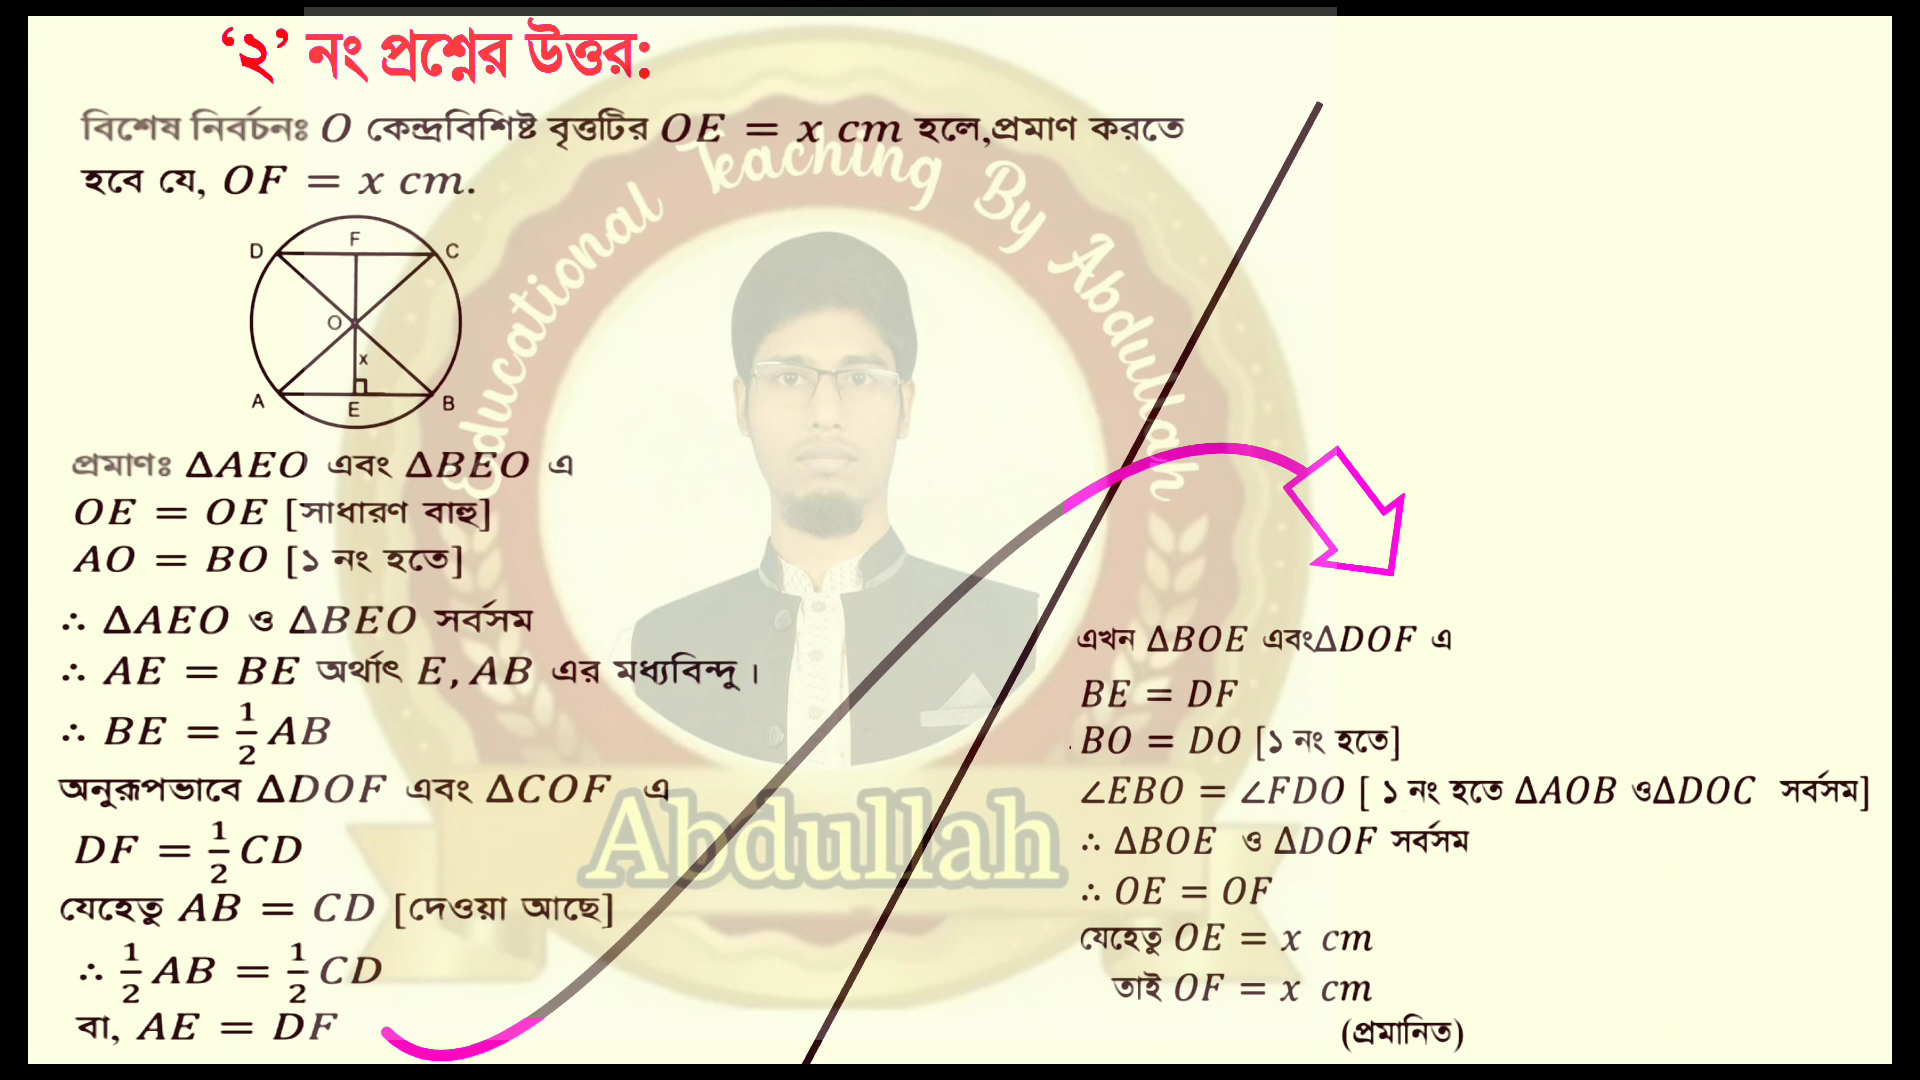 ‘২’ নং প্রশ্নের উত্তর:
বিশেষ নির্বচনঃ O কেন্দ্রবিশিষ্ট বৃত্তটির OE = x cm হলে,প্রমাণ করতে
হবে যে, OF = x cm.
D F C
O
x
A E B
প্রমাণঃ ΔAEO এবং ΔBEO এ
OE = OE [সাধারণ বাহু]
AO = BO [১ নং হতে]
∴ ΔAEO ও ΔBEO সর্বসম
∴ AE = BE অর্থাৎ E, AB এর মধ্যবিন্দু।
∴ BE = 1/2 AB
অনুরূপভাবে ΔDOF এবং ΔCOF এ
DF = 1/2 CD
যেহেতু AB = CD [দেওয়া আছে]
∴ 1/2 AB = 1/2 CD
বা, AE = DF
এখন ΔBOE এবংΔDOF এ
BE = DF
BO = DO [১ নং হতে]
∠EBO = ∠FDO [ ১ নং হতে ΔAOB ওΔDOC সর্বসম]
∴ ΔBOE ও ΔDOF সর্বসম
∴ OE = OF
যেহেতু OE = x cm
তাই OF = x cm
(প্রমানিত)
Educational Teaching By Abdullah
Abdullah